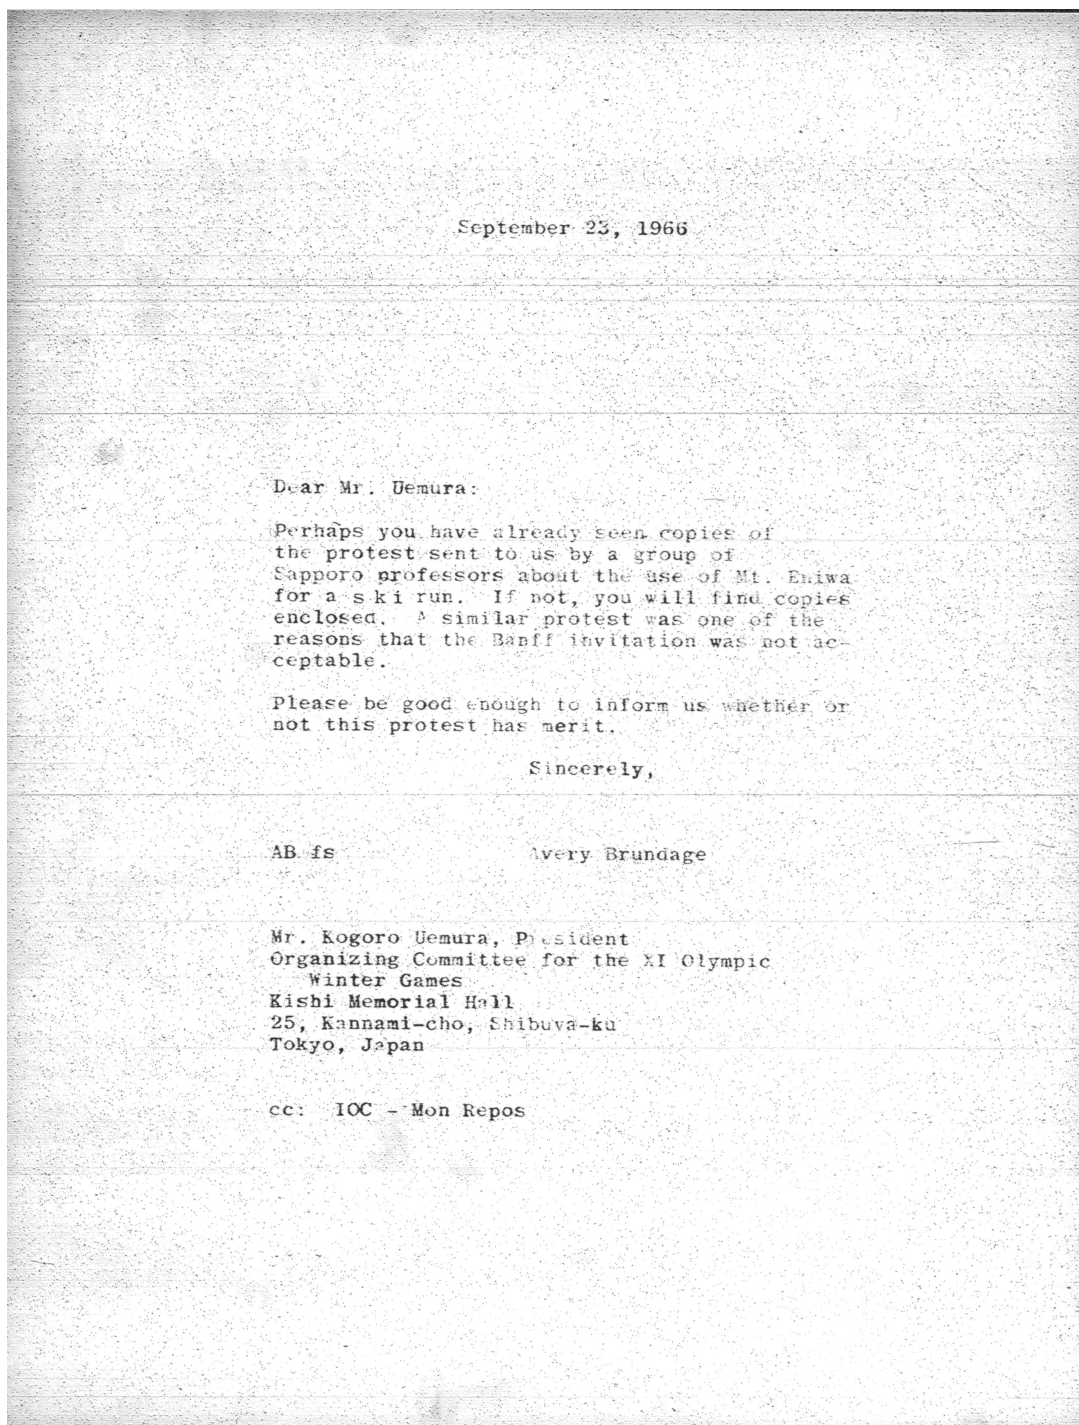 September 23, 1966
Dear Mr. Uemura:
Perhaps you have already seen copies of
the protest sent to us by a group of
Sapporo professors about the use of Mt. Eniwa
for a s k i run. If not, you will find copies
enclosed. A similar protest was one of the
reasons that the Banff invitation was not ac-
ceptable.
Please be good enough to inform us whether or
not this protest has merit.
Sincerely,
AB fs Avery Brundage
Mr. Kogoro Uemura, President
Organizing Committee for the XI Olympic
Winter Games
Kishi Memorial Hall
25, Kannami-cho, Shibuya-ku
Tokyo, Japan
cc: IOC - Mon Repos